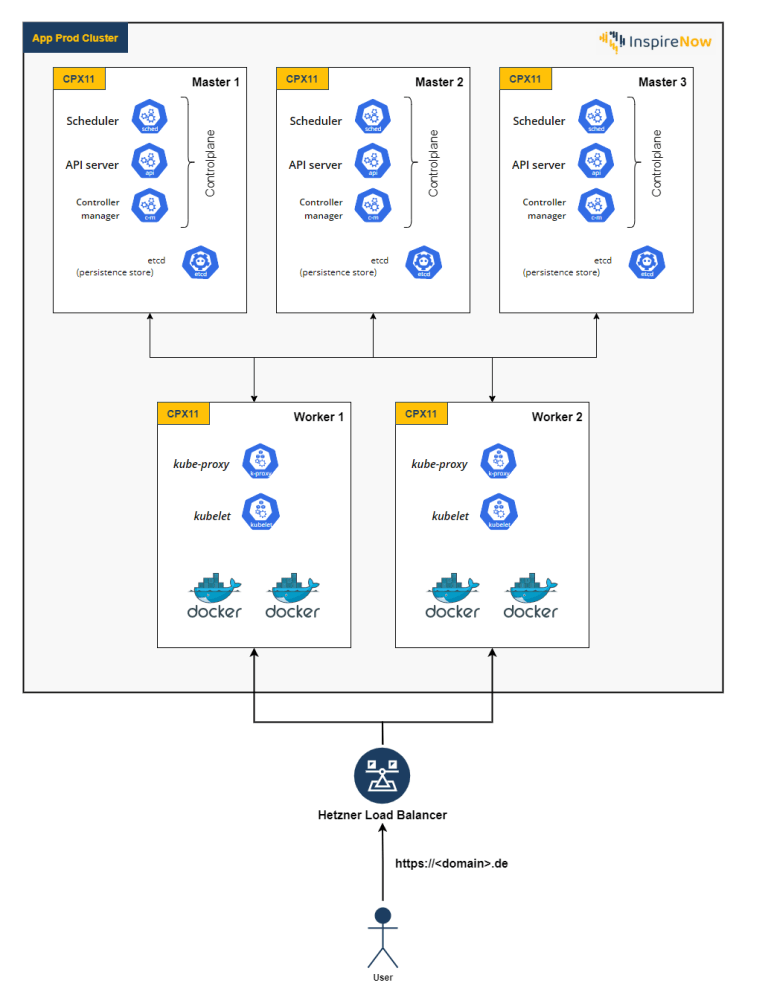 App Prod Cluster
InspireNow
CPX11
Master 1
Scheduler
sched
API server
api
Controller
manager
c-m
Controlplane
etcd
(persistence store)
etcd
CPX11
Master 2
Scheduler
sched
API server
api
Controller
manager
c-m
Controlplane
etcd
(persistence store)
etcd
CPX11
Master 3
Scheduler
sched
API server
api
Controller
manager
c-m
Controlplane
etcd
(persistence store)
etcd
CPX11
Worker 1
kube-proxy
k-proxy
kubelet
kubelet
docker
docker
CPX11
Worker 2
kube-proxy
k-proxy
kubelet
kubelet
docker
docker
Hetzner Load Balancer
https://<domain>.de
User